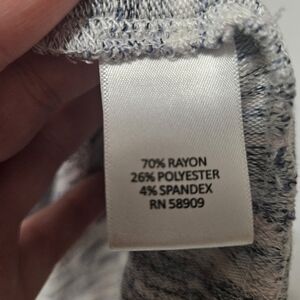 70% RAYON
26% POLYESTER
4% SPANDEX
RN 58909